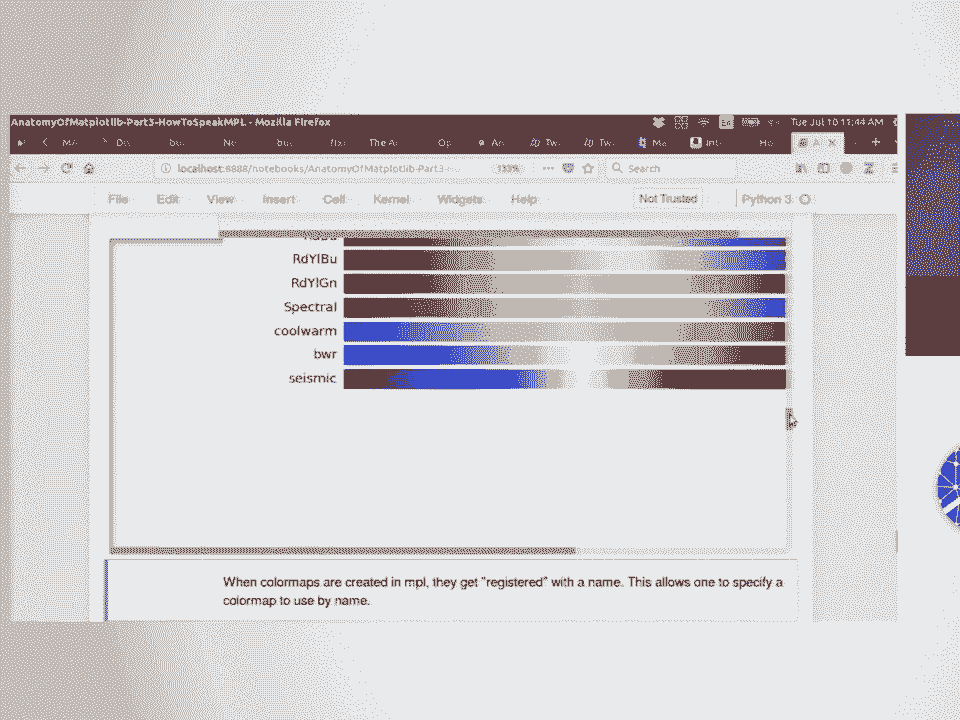 AnatomyOfMatplotlib-Part3-HowToSpeakMPL - Mozilla Firefox
Tue Jul 10 11:44 AM
localhost:8888/notebooks/AnatomyOfMatplotlib-Part3-
133%
Search
File Edit View Insert Cell Kernel Widgets Help
Not Trusted
Python 3
RdYlBu
RdYlGn
Spectral
coolwarm
bwr
seismic
When colormaps are created in mpl, they get "registered" with a name. This allows one to specify a
colormap to use by name.